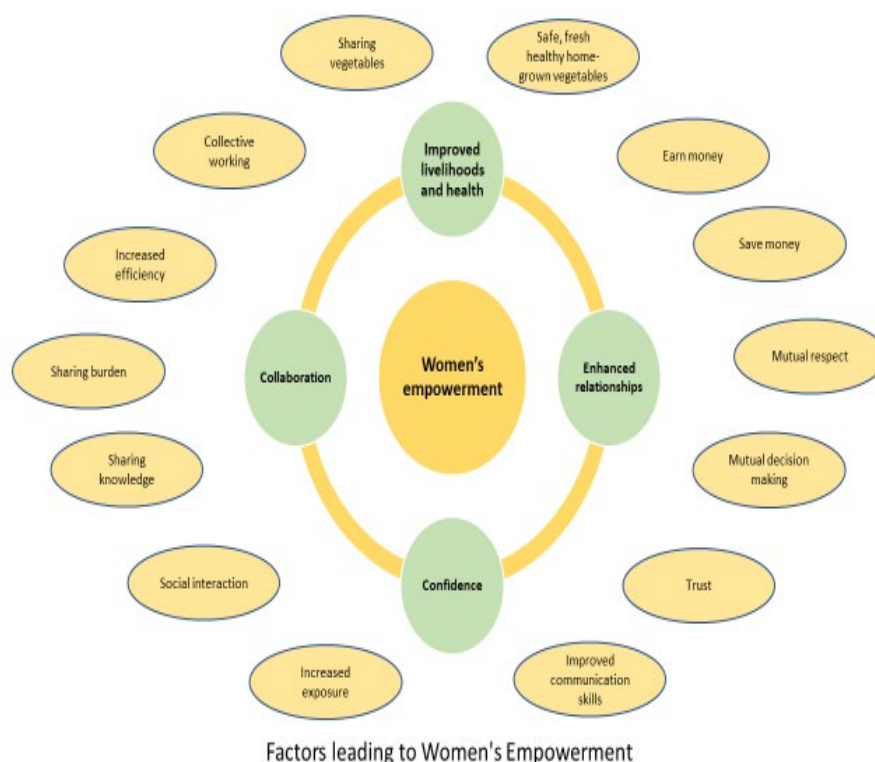 Sharing
vegetables
Safe, fresh
healthy home-
grown vegetables
Collective
working
Improved
livelihoods
and health
Earn money
Increased
efficiency
Save money
Sharing burden
Collaboration
Women's
empowerment
Enhanced
relationships
Mutual respect
Sharing
knowledge
Mutual decision
making
Social interaction
Confidence
Trust
Increased
exposure
Improved
communication
skills
Factors leading to Women's Empowerment